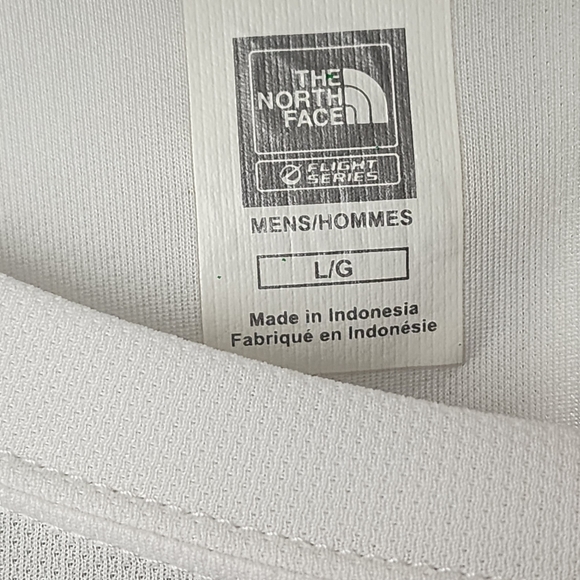 THE
NORTH
FACE
FLIGHT
SERIES
MENS/HOMMES
L/G
Made in Indonesia
Fabriqué en Indonésie